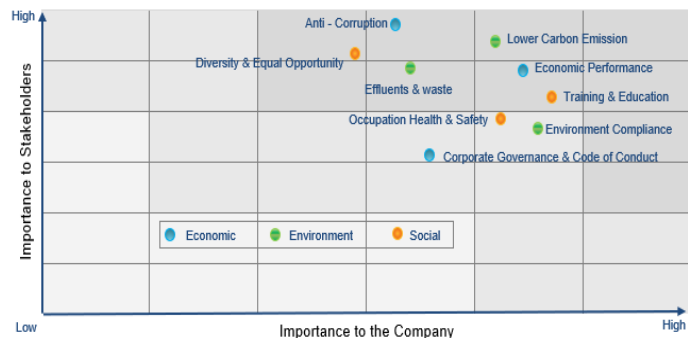 High
Anti - Corruption
Lower Carbon Emission
Diversity & Equal Opportunity
Economic Performance
Effluents & waste
Training & Education
Occupation Health & Safety
Environment Compliance
Corporate Governance & Code of Conduct
Importance to Stakeholders
Economic
Environment
Social
Low
Importance to the Company
High